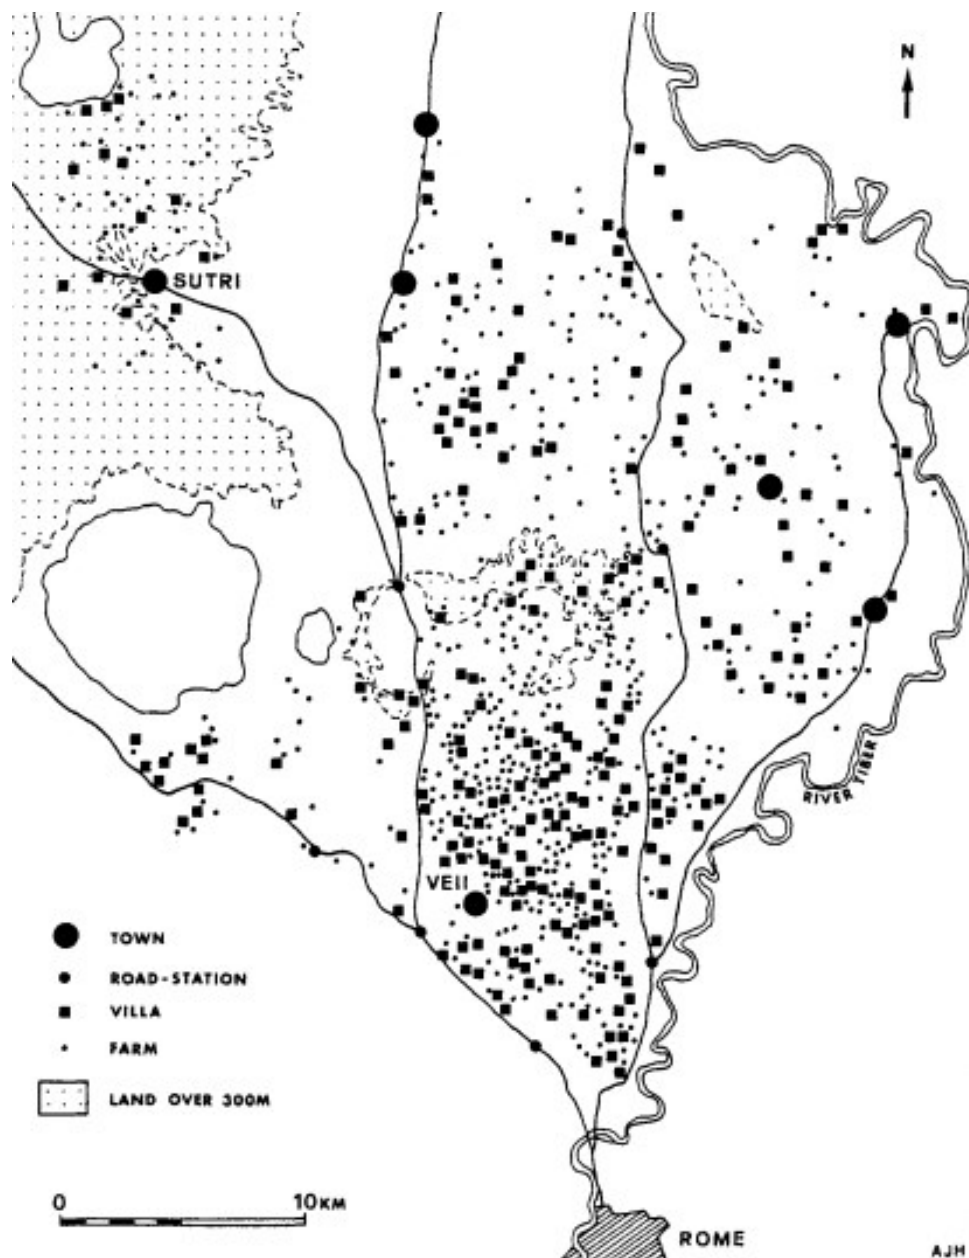 N
SUTRI
RIVER TIBER
VEII
TOWN
ROAD-STATION
VILLA
FARM
LAND OVER 300M
0 10KM
ROME
AJH